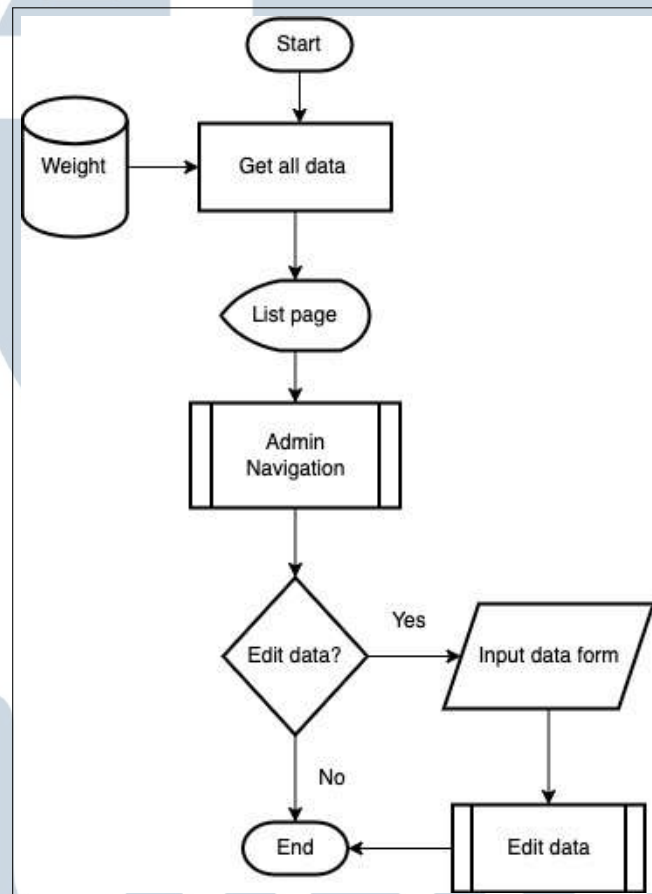 Start
Weight
Get all data
List page
Admin
Navigation
Edit data?
Yes
Input data form
No
End
Edit data